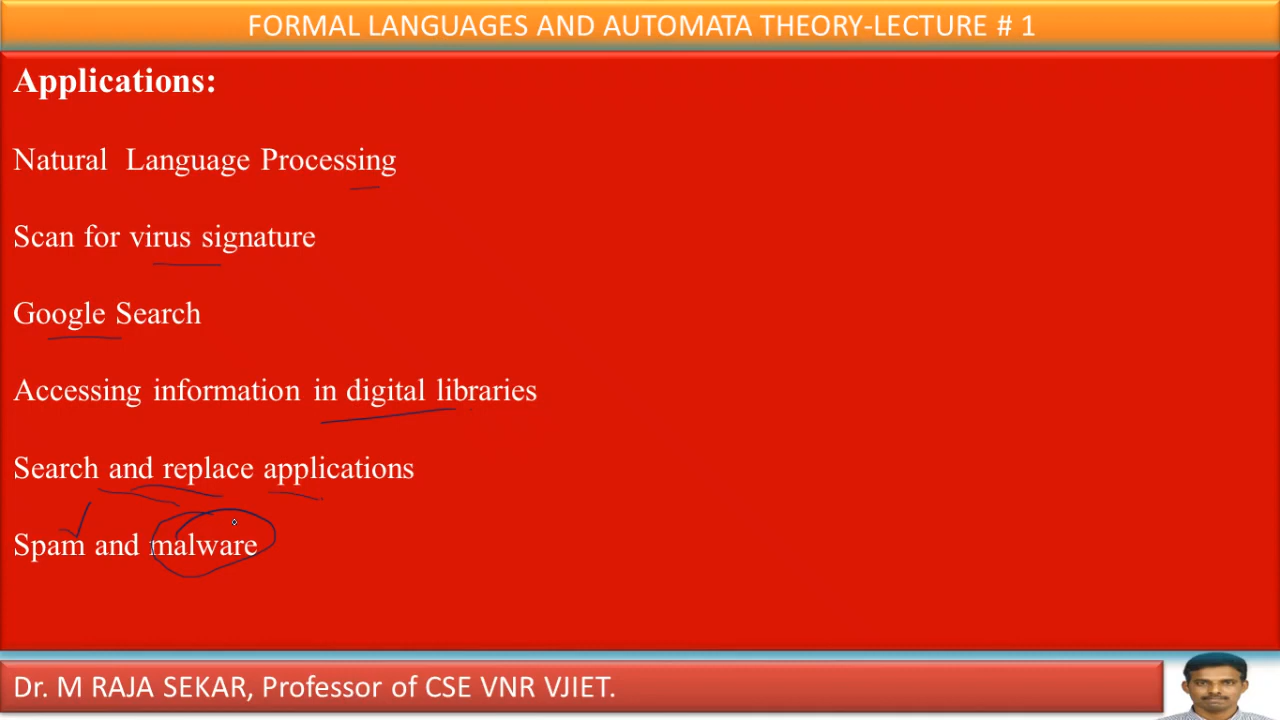 FORMAL LANGUAGES AND AUTOMATA THEORY-LECTURE # 1
Applications:
Natural Language Processing
Scan for virus signature
Google Search
Accessing information in digital libraries
Search and replace applications
Spam and malware
Dr. M RAJA SEKAR, Professor of CSE VNR VJIET.